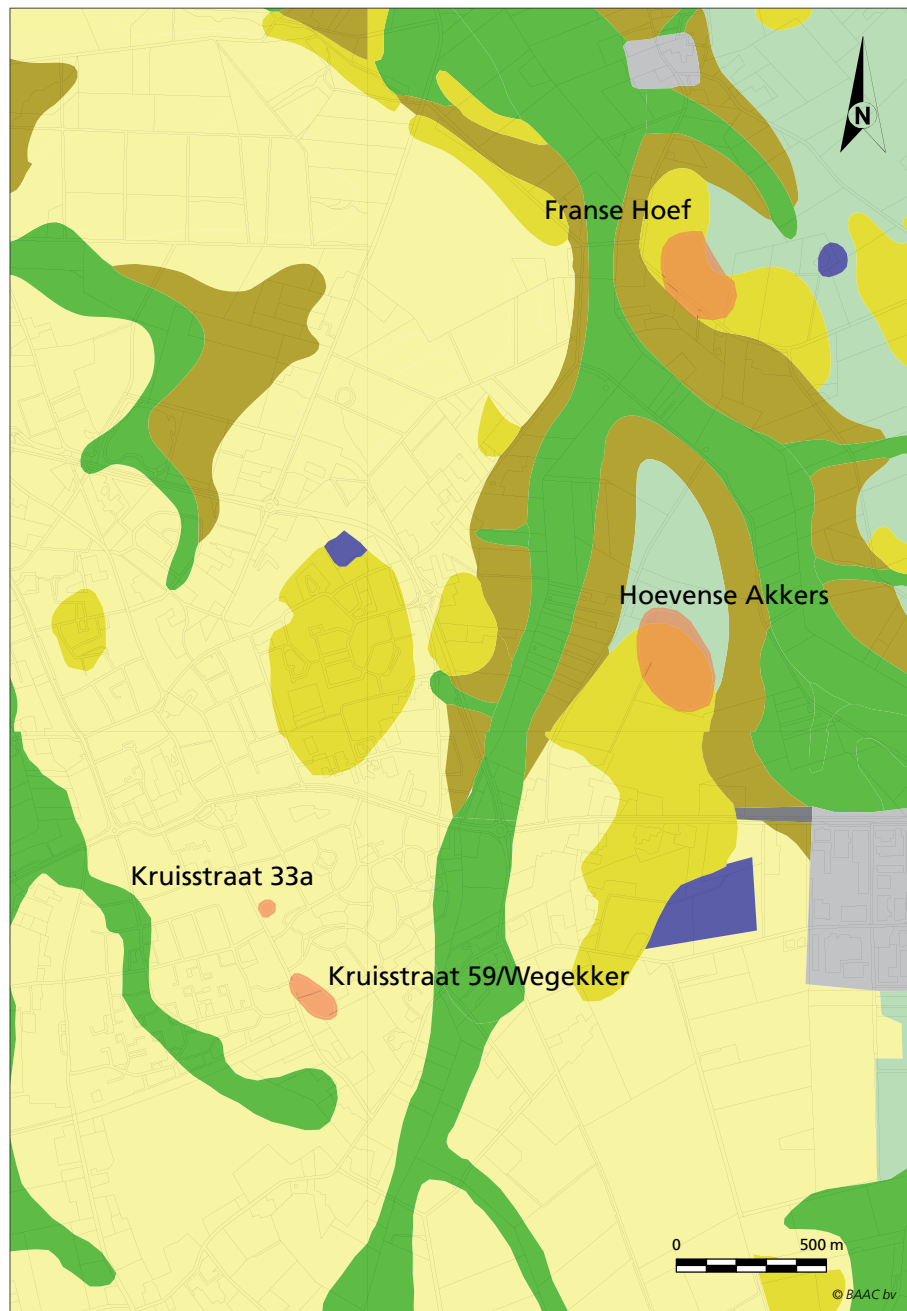 N
Franse Hoef
Hoevense Akkers
Kruisstraat 33a
Kruisstraat 59/Wegekker
0 500 m
© BAAC bv